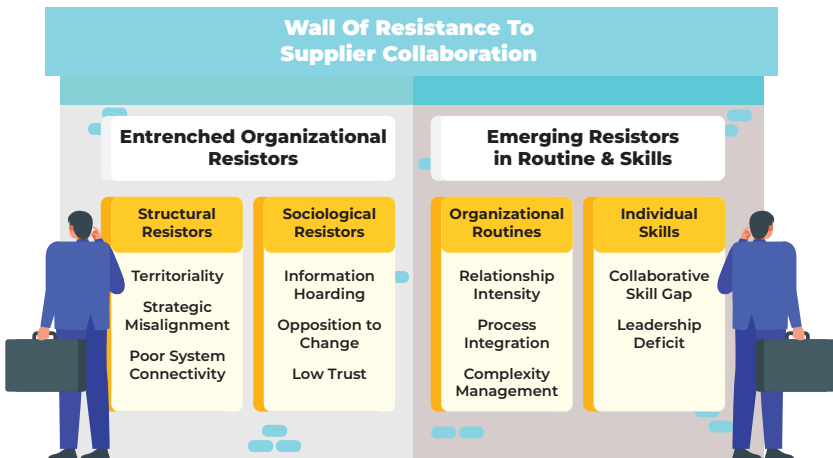 Wall Of Resistance To
Supplier Collaboration
Entrenched Organizational
Resistors
Emerging Resistors
in Routine & Skills
Structural
Resistors
Territoriality
Strategic
Misalignment
Poor System
Connectivity
Sociological
Resistors
Information
Hoarding
Opposition to
Change
Low Trust
Organizational
Routines
Relationship
Intensity
Process
Integration
Complexity
Management
Individual
Skills
Collaborative
Skill Gap
Leadership
Deficit